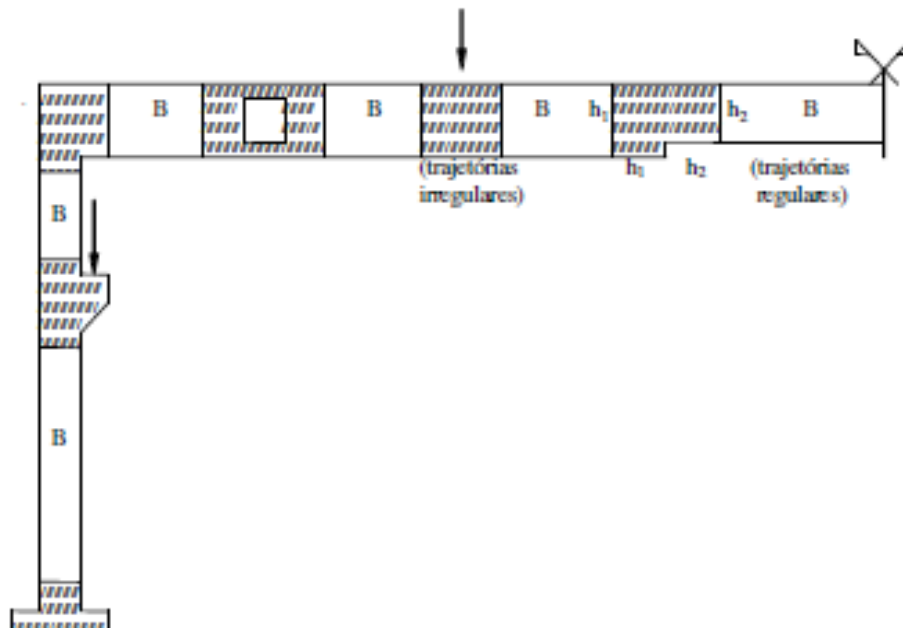 B B B h₁ h₂ B
(trajetórias h₁ h₂ (trajetórias
irregulares) regulares)
B
B